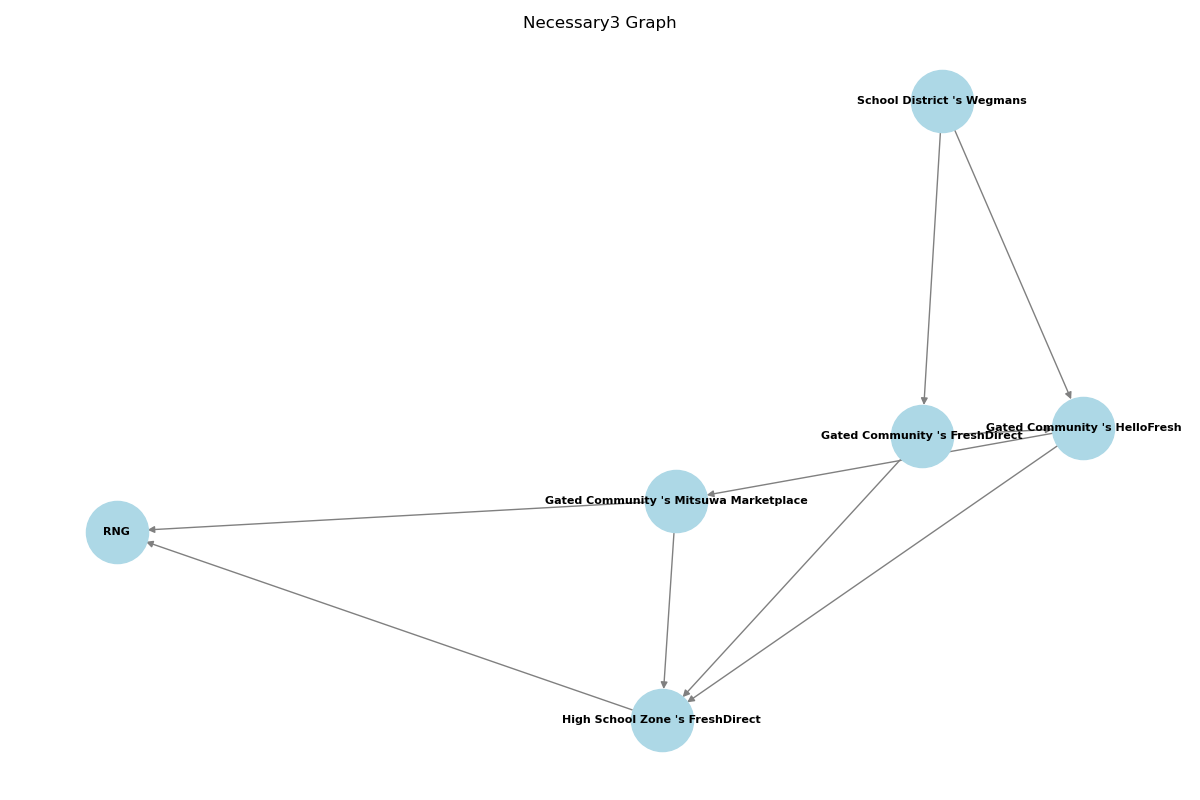 Necessary3 Graph
School District 's Wegmans
Gated Community 's HelloFresh
Gated Community 's FreshDirect
Gated Community 's Mitsuwa Marketplace
RNG
High School Zone 's FreshDirect